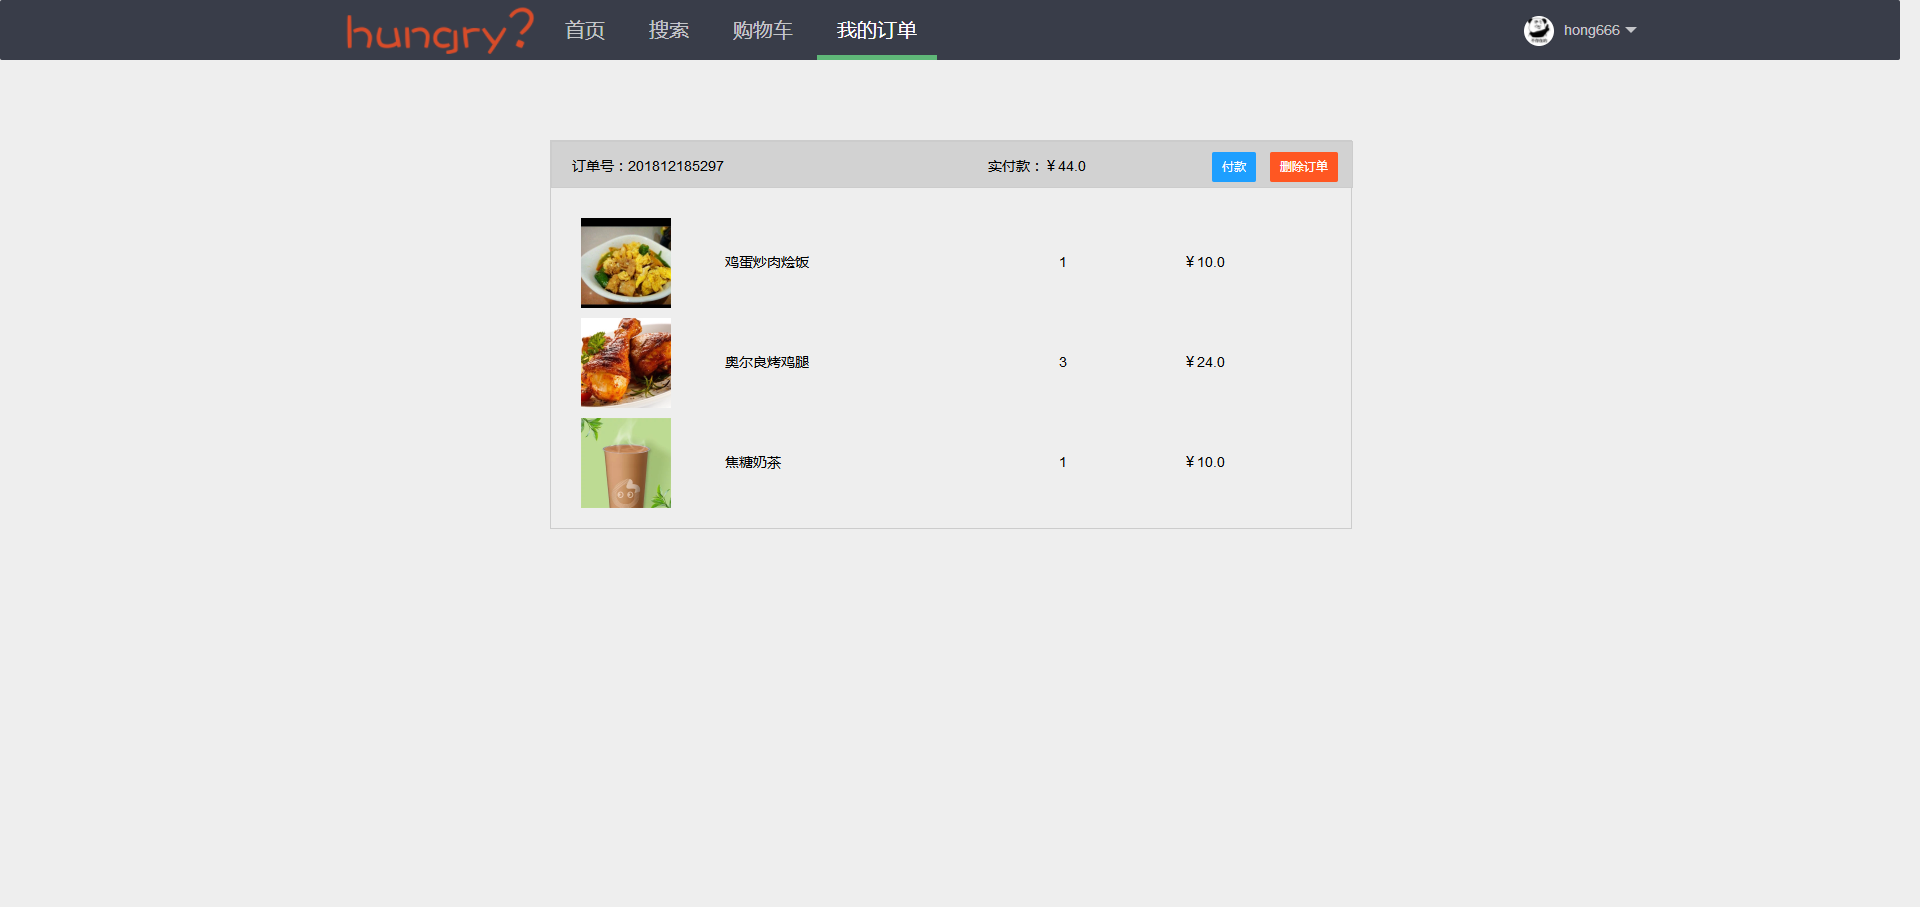 hungry?
首页
搜索
购物车
我的订单
hong666
订单号：201812185297
实付款：￥44.0
付款
删除订单
鸡蛋炒肉烩饭
1
￥10.0
奥尔良烤鸡腿
3
￥24.0
焦糖奶茶
1
￥10.0